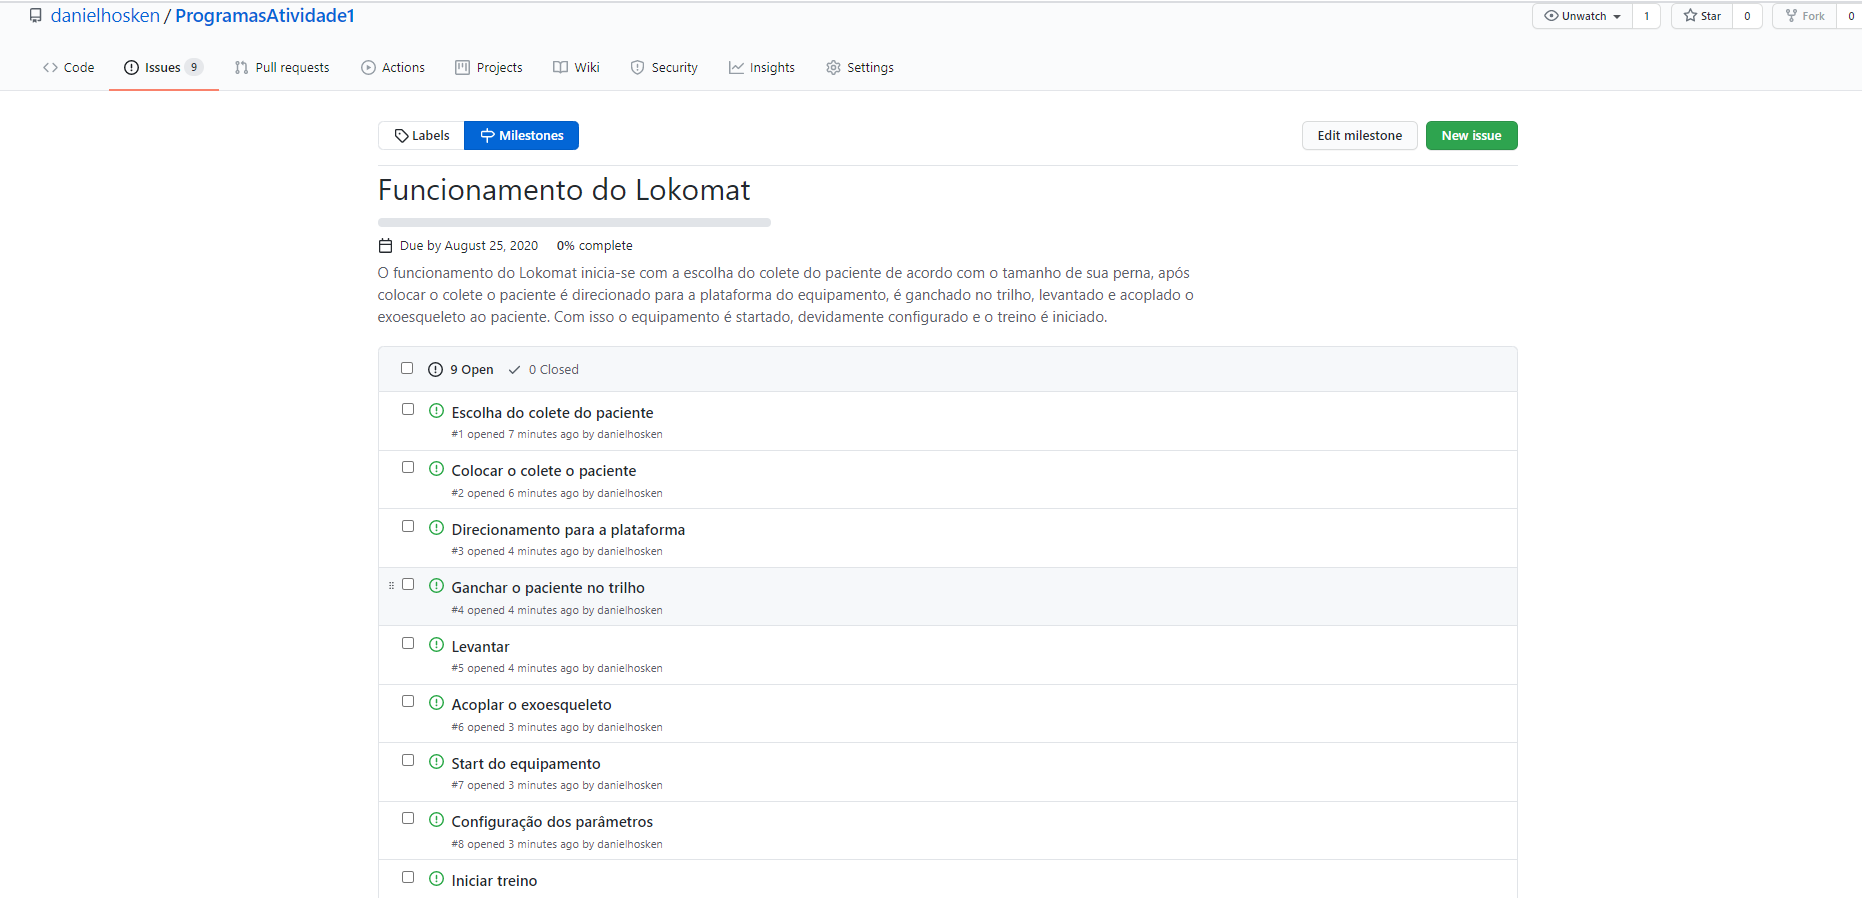 danielhosken / ProgramasAtividade1
Unwatch 1 Star 0 Fork 0
Code Issues 9 Pull requests Actions Projects Wiki Security Insights Settings
Labels Milestones Edit milestone New issue
Funcionamento do Lokomat
Due by August 25, 2020 0% complete
O funcionamento do Lokomat inicia-se com a escolha do colete do paciente de acordo com o tamanho de sua perna, após
colocar o colete o paciente é direcionado para a plataforma do equipamento, é ganchado no trilho, levantado e acoplado o
exoesqueleto ao paciente. Com isso o equipamento é startado, devidamente configurado e o treino é iniciado.
9 Open 0 Closed
Escolha do colete do paciente
#1 opened 7 minutes ago by danielhosken
Colocar o colete o paciente
#2 opened 6 minutes ago by danielhosken
Direcionamento para a plataforma
#3 opened 4 minutes ago by danielhosken
Ganchar o paciente no trilho
#4 opened 4 minutes ago by danielhosken
Levantar
#5 opened 4 minutes ago by danielhosken
Acoplar o exoesqueleto
#6 opened 3 minutes ago by danielhosken
Start do equipamento
#7 opened 3 minutes ago by danielhosken
Configuração dos parâmetros
#8 opened 3 minutes ago by danielhosken
Iniciar treino